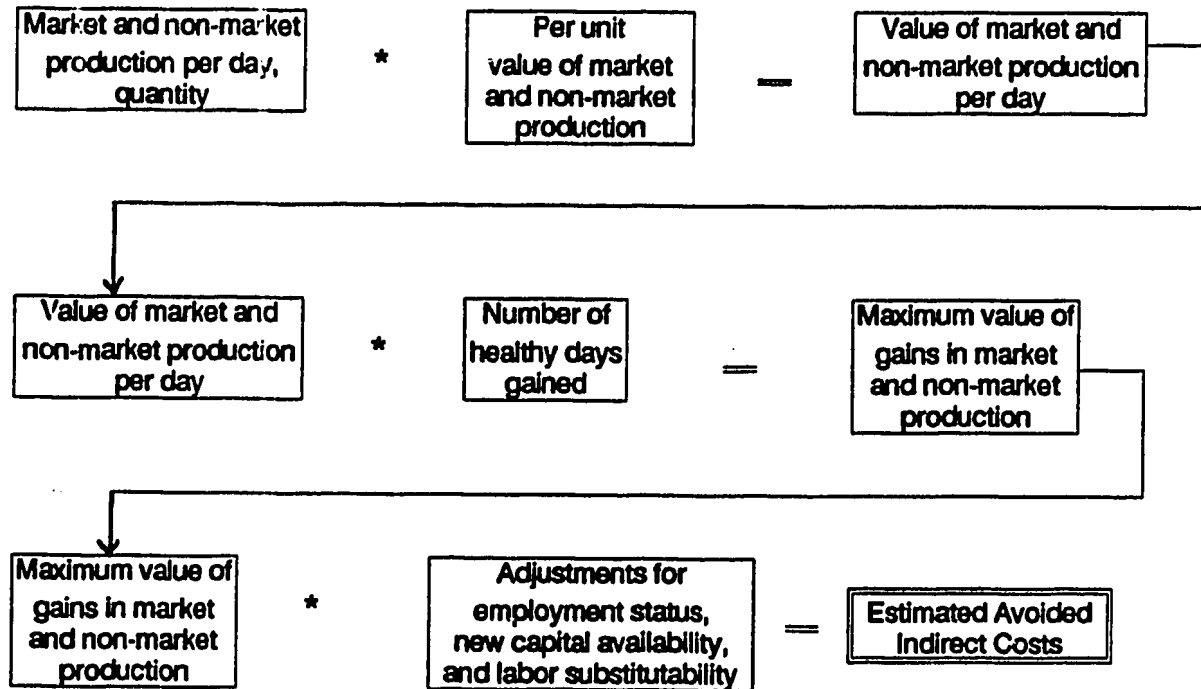 Market and non-market
production per day,
quantity
*
Per unit
value of market
and non-market
production
=
Value of market and
non-market production
per day
Value of market and
non-market production
per day
*
Number of
healthy days
gained
=
Maximum value of
gains in market
and non-market
production
Maximum value of
gains in market
and non-market
production
*
Adjustments for
employment status,
new capital availability,
and labor substitutability
=
Estimated Avoided
Indirect Costs